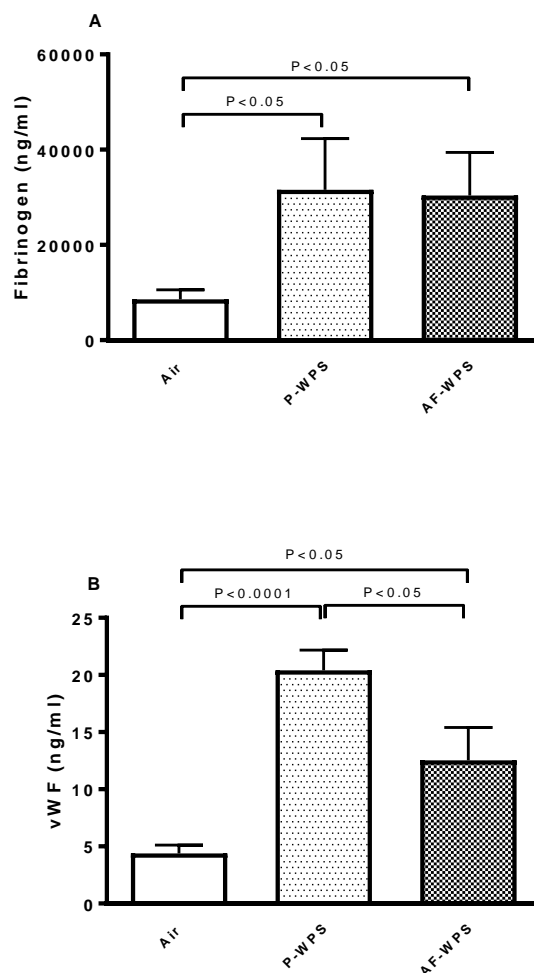 A
Fibrinogen (ng/ml)
60000
40000
20000
0
P<0.05
P<0.05
Air
P-WPS
AF-WPS
B
vWF (ng/ml)
25
20
15
10
5
0
P<0.05
P<0.0001
P<0.05
Air
P-WPS
AF-WPS